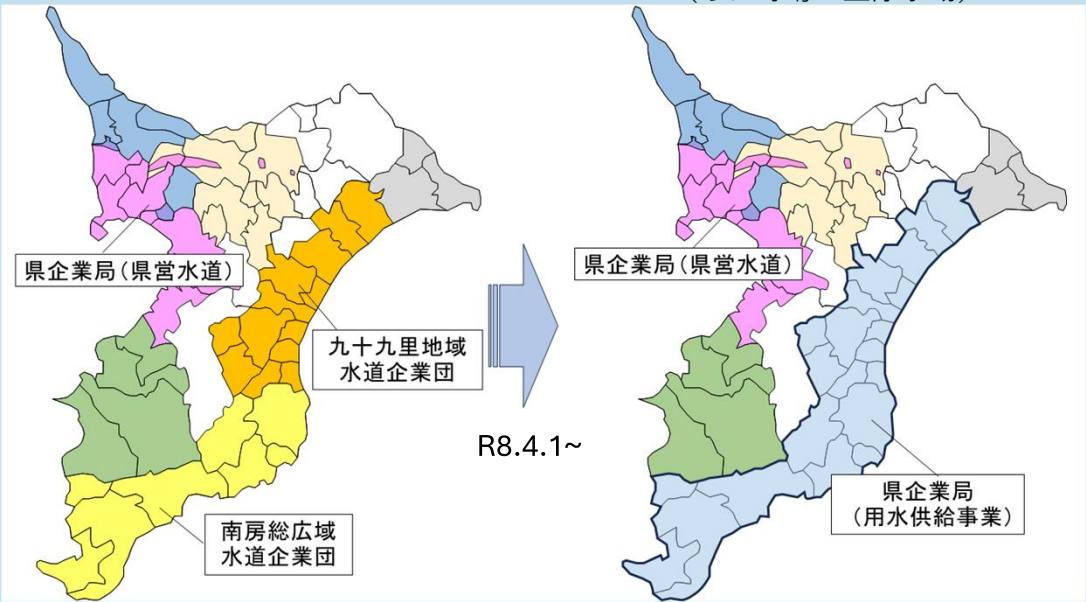 県企業局(県営水道)
九十九里地域
水道企業団
南房総広域
水道企業団
R8.4.1~
県企業局(県営水道)
県企業局
(用水供給事業)